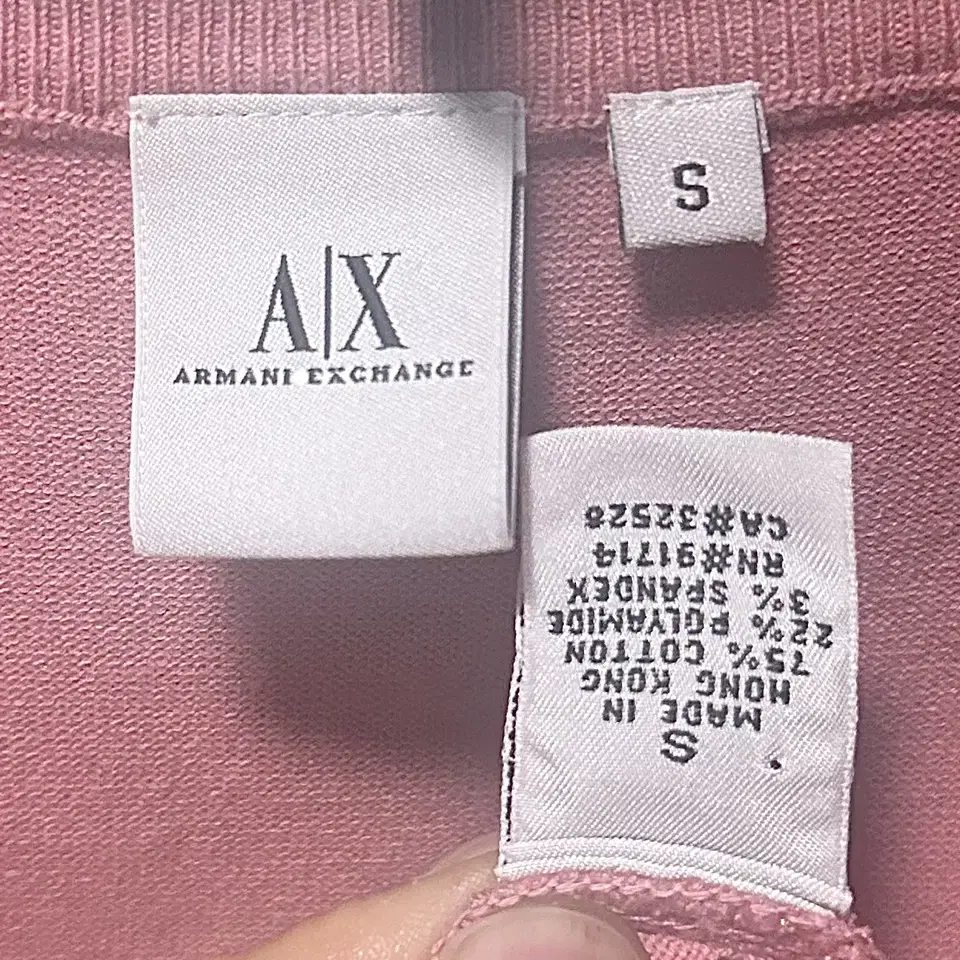 A|X
ARMANI EXCHANGE
S
S
MADE IN
HONG KONG
75% COTTON
22% POLYAMIDE
3% SPANDEX
RN#91714
CA#32528